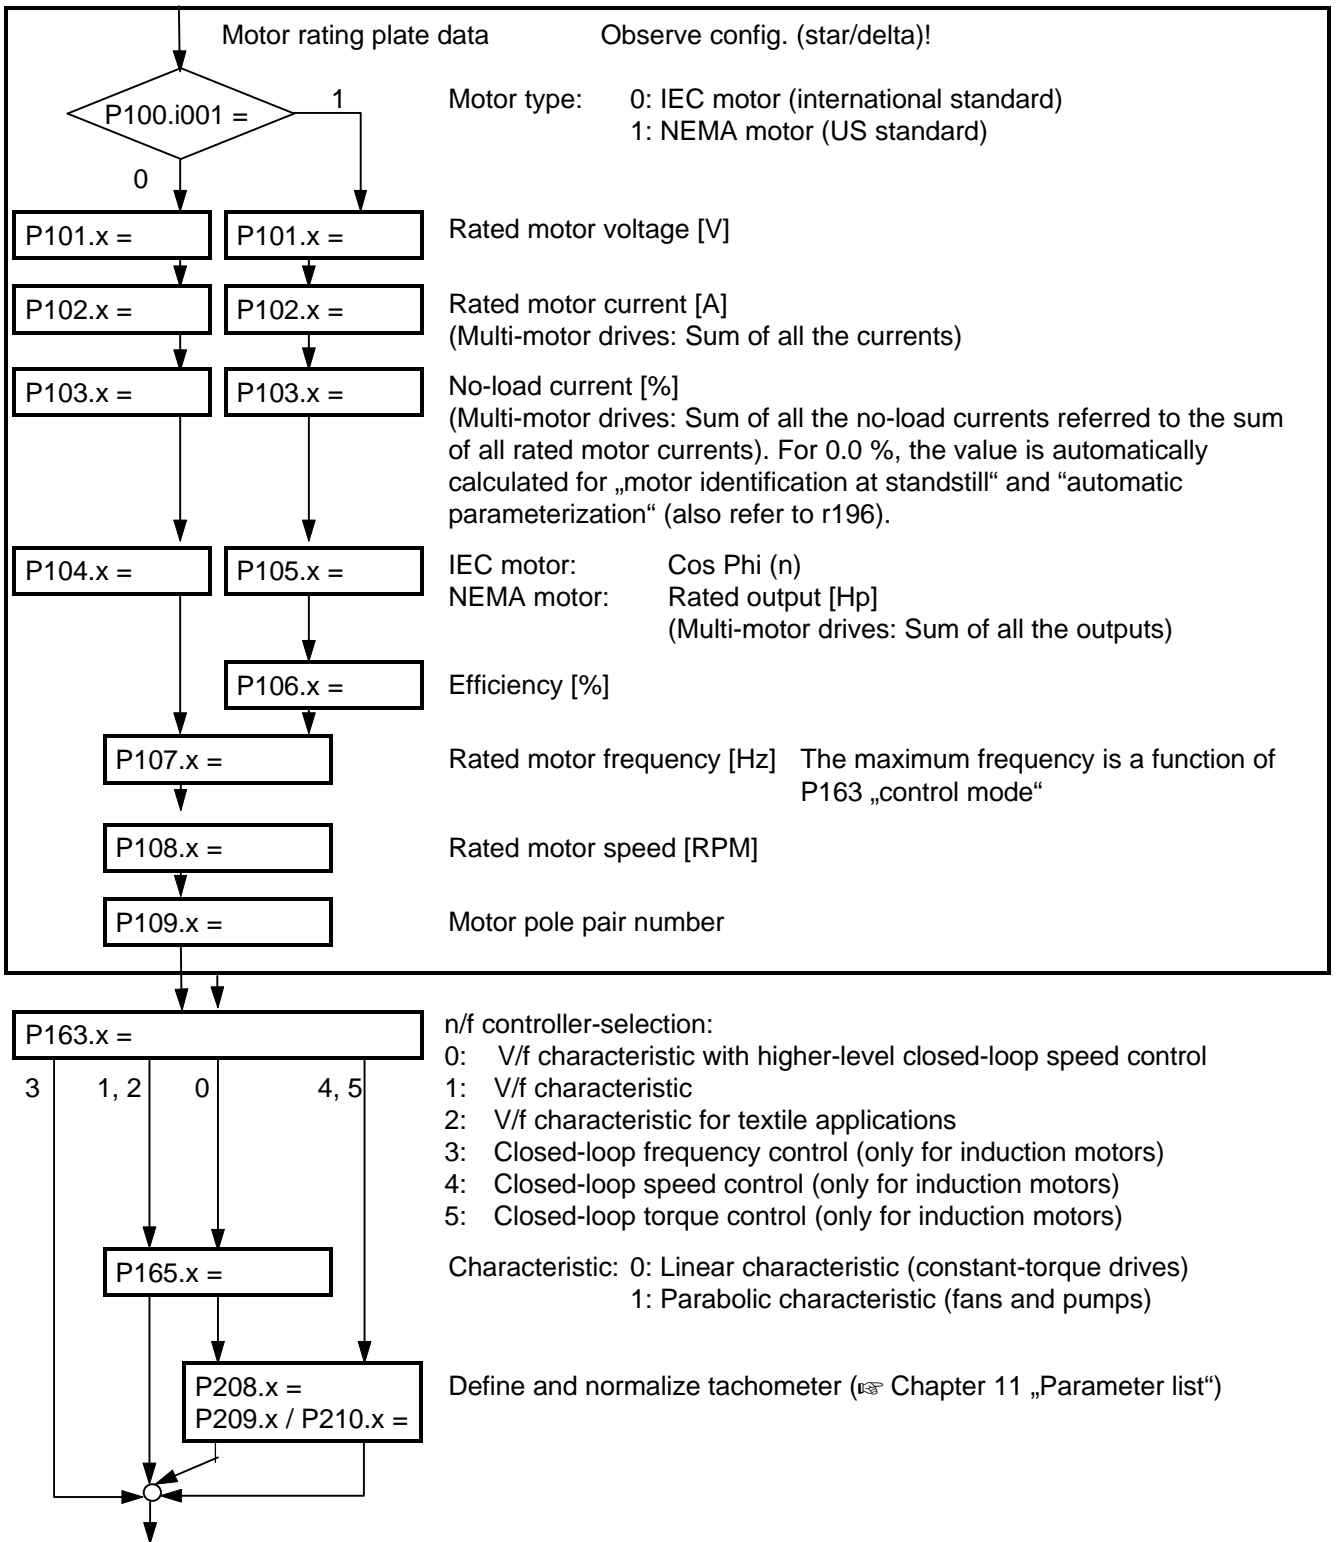 Motor rating plate data Observe config. (star/delta)!
P100.i001 = 1 Motor type: 0: IEC motor (international standard)
1: NEMA motor (US standard)
0
P101.x = P101.x = Rated motor voltage [V]
P102.x = P102.x = Rated motor current [A]
(Multi-motor drives: Sum of all the currents)
P103.x = P103.x = No-load current [%]
(Multi-motor drives: Sum of all the no-load currents referred to the sum
of all rated motor currents). For 0.0 %, the value is automatically
calculated for „motor identification at standstill“ and “automatic
parameterization“ (also refer to r196).
P104.x = P105.x = IEC motor: Cos Phi (n)
NEMA motor: Rated output [Hp]
(Multi-motor drives: Sum of all the outputs)
P106.x = Efficiency [%]
P107.x = Rated motor frequency [Hz] The maximum frequency is a function of
P163 „control mode“
P108.x = Rated motor speed [RPM]
P109.x = Motor pole pair number
P163.x = n/f controller-selection:
0: V/f characteristic with higher-level closed-loop speed control
3 1, 2 0 4, 5 1: V/f characteristic
2: V/f characteristic for textile applications
3: Closed-loop frequency control (only for induction motors)
4: Closed-loop speed control (only for induction motors)
5: Closed-loop torque control (only for induction motors)
P165.x = Characteristic: 0: Linear characteristic (constant-torque drives)
1: Parabolic characteristic (fans and pumps)
P208.x = Define and normalize tachometer (☞ Chapter 11 „Parameter list“)
P209.x / P210.x =